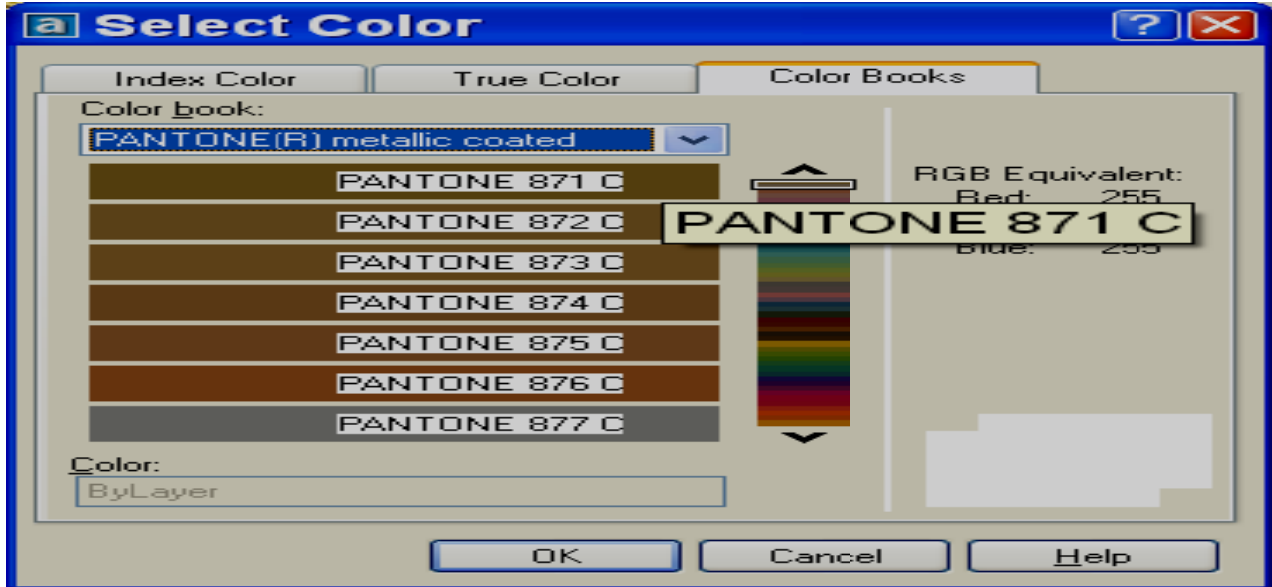 a Select Color
Index Color True Color Color Books
Color book:
PANTONE(R) metallic coated
PANTONE 871 C
PANTONE 872 C
PANTONE 873 C
PANTONE 874 C
PANTONE 875 C
PANTONE 876 C
PANTONE 877 C
PANTONE 871 C
RGB Equivalent:
Red: 255
Blue: 255
Color:
ByLayer
OK Cancel Help